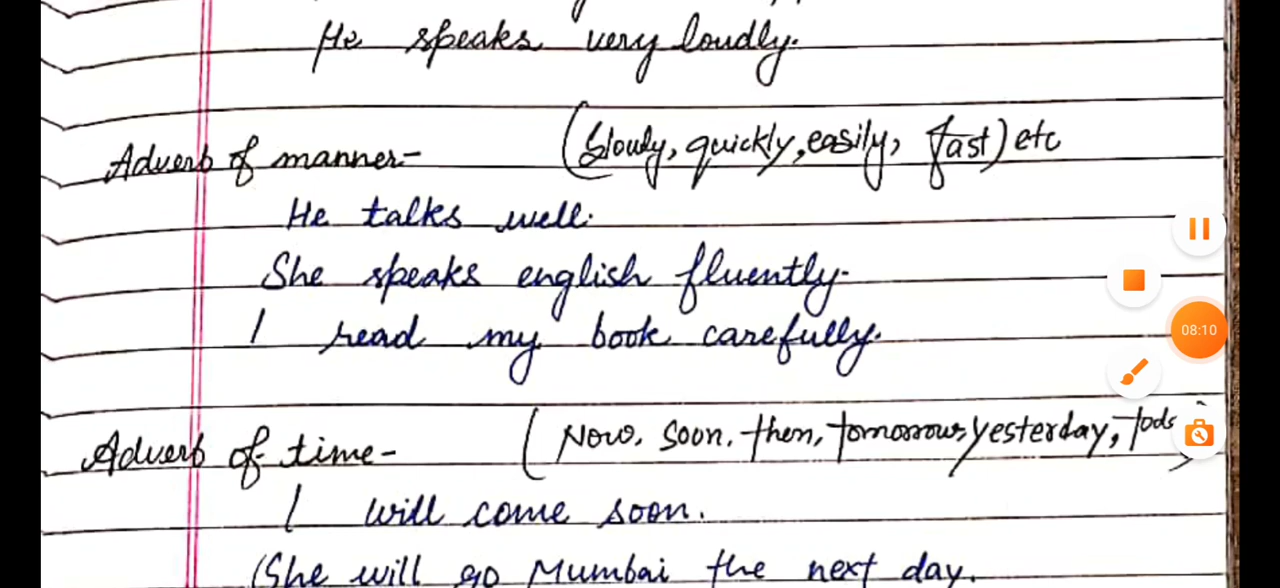 He speaks very loudly.
Adverb of manner- (Slowly, quickly, easily, fast) etc
He talks well.
She speaks english fluently.
I read my book carefully.
Adverb of time- (Now, soon, then, tomorrow, yesterday,
I will come soon.
(She will go Mumbai the next day.
08:10